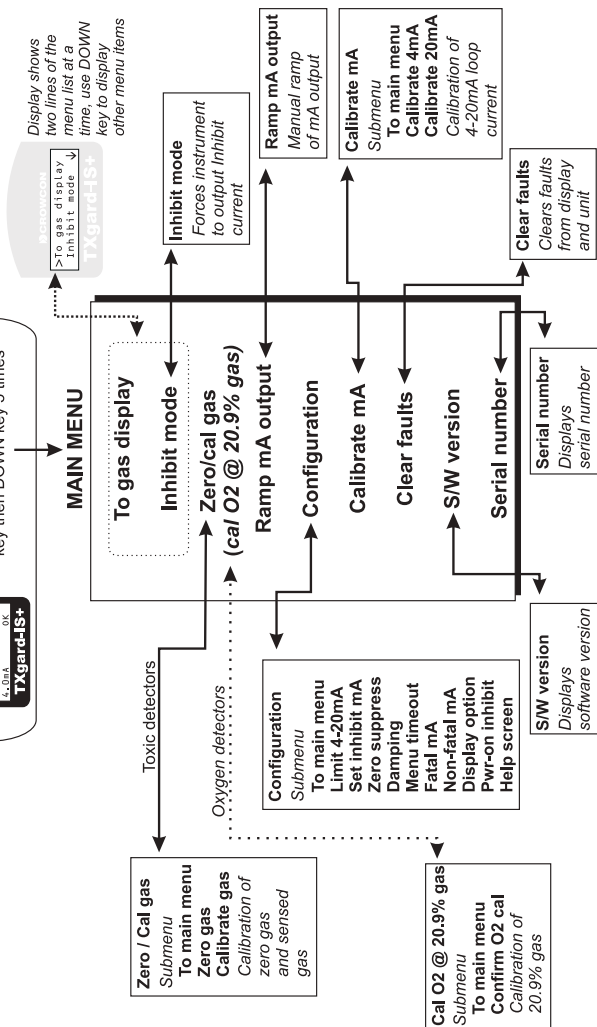 key then DOWN key 3 times
4.0mA OK
TXgard-IS+
MAIN MENU
To gas display
Inhibit mode
Zero/cal gas
(cal O2 @ 20.9% gas)
Ramp mA output
Configuration
Calibrate mA
Clear faults
S/W version
Serial number
CROWCON
>To gas display
Inhibit mode ↓
TXgard-IS+
Display shows
two lines of the
menu list at a
time, use DOWN
key to display
other menu items
Inhibit mode
Forces instrument
to output Inhibit
current
Ramp mA output
Manual ramp
of mA output
Calibrate mA
Submenu
To main menu
Calibrate 4mA
Calibrate 20mA
Calibration of
4-20mA loop
current
Clear faults
Clears faults
from display
and unit
Serial number
Displays
serial number
S/W version
Displays
software version
Toxic detectors
Oxygen detectors
Configuration
Submenu
To main menu
Limit 4-20mA
Set inhibit mA
Zero suppress
Damping
Menu timeout
Fatal mA
Non-fatal mA
Display option
Pwr-on inhibit
Help screen
Zero / Cal gas
Submenu
To main menu
Zero gas
Calibrate gas
Calibration of
zero gas
and sensed
gas
Cal O2 @ 20.9% gas
Submenu
To main menu
Confirm O2 cal
Calibration of
20.9% gas